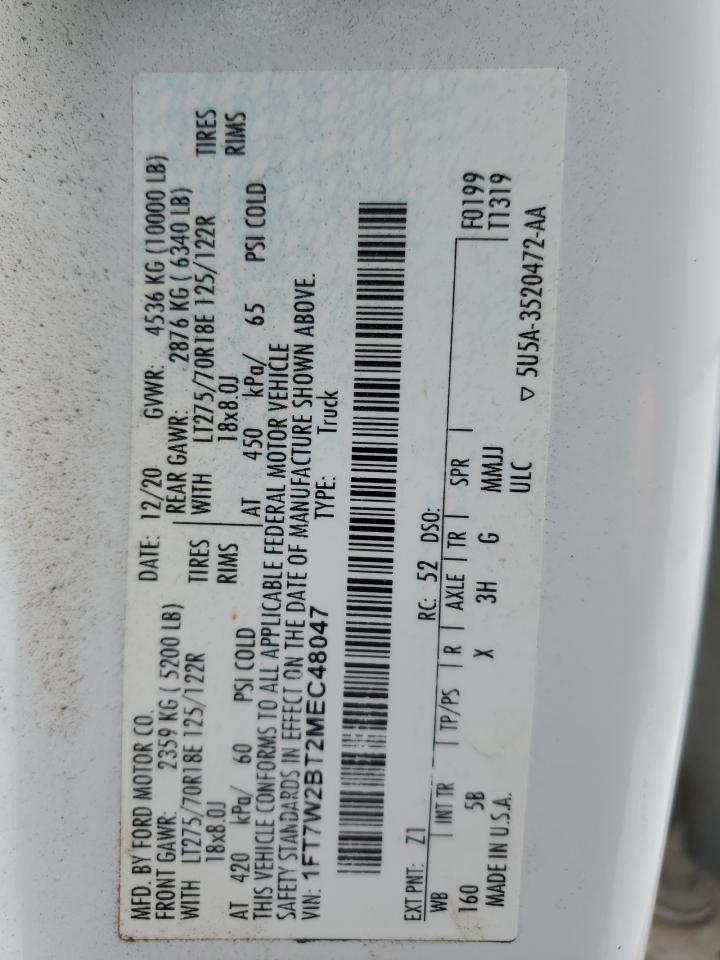 MFD. BY FORD MOTOR CO.
DATE: 12/20 GVWR: 4536 KG (10000 LB)
FRONT GAWR: 2359 KG ( 5200 LB)
REAR GAWR: 2876 KG ( 6340 LB)
WITH LT275/70R18E 125/122R TIRES
WITH LT275/70R18E 125/122R TIRES
18x8.0J RIMS
18x8.0J RIMS
AT 420 kPa/ 60 PSI COLD
AT 450 kPa/ 65 PSI COLD
THIS VEHICLE CONFORMS TO ALL APPLICABLE FEDERAL MOTOR VEHICLE
SAFETY STANDARDS IN EFFECT ON THE DATE OF MANUFACTURE SHOWN ABOVE.
VIN: 1FT7W2BT2MEC48047 TYPE: Truck
EXT PNT: Z1 RC: 52 DSO:
WB INT TR TP/PS R AXLE TR SPR F0199
160 5B X 3H G MMJJ T1319
MADE IN U.S.A. ULC ▽ 5U5A-3520472-AA